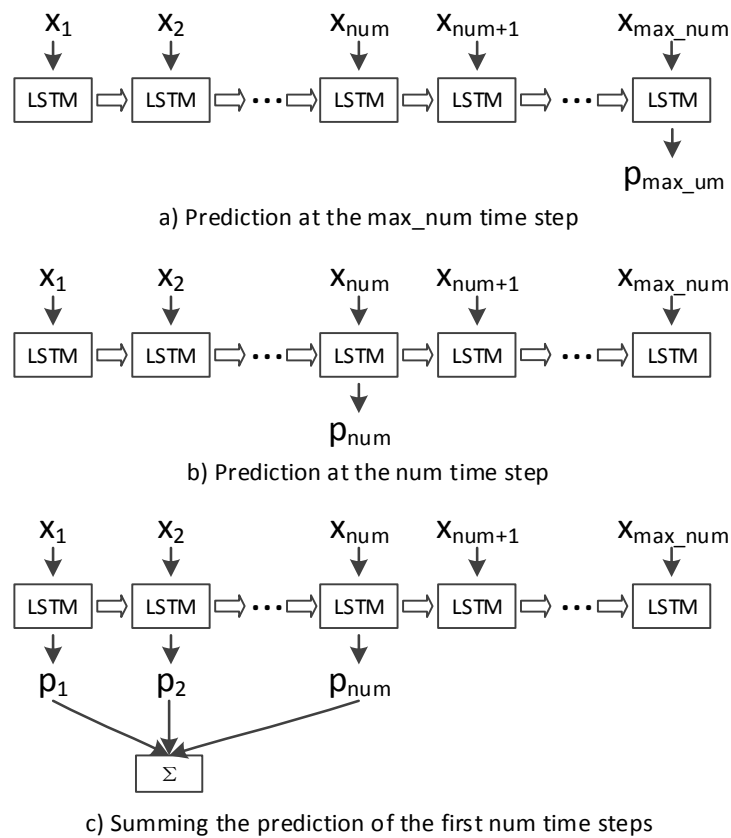 x1 x2 xnum xnum+1 xmax_num
LSTM LSTM ... LSTM LSTM ... LSTM
pmax_um
a) Prediction at the max_num time step
x1 x2 xnum xnum+1 xmax_num
LSTM LSTM ... LSTM LSTM ... LSTM
pnum
b) Prediction at the num time step
x1 x2 xnum xnum+1 xmax_num
LSTM LSTM ... LSTM LSTM ... LSTM
p1 p2 pnum
Σ
c) Summing the prediction of the first num time steps